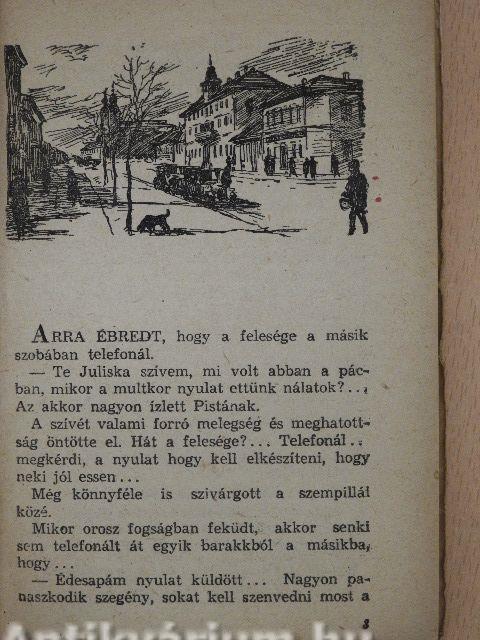 ARRA ÉBREDT, hogy a felesége a másik
szobában telefonál.
— Te Juliska szívem, mi volt abban a pác-
ban, mikor a multkor nyulat ettünk nálatok?...
Az akkor nagyon ízlett Pistának.
A szívét valami forró melegség és meghatott-
ság öntötte el. Hát a felesége?... Telefonál..
megkérdi, a nyulat hogy kell elkészíteni, hogy
neki jól essen...
Még könnyféle is szivárgott a szempillái
közé.
Mikor orosz fogságban feküdt, akkor senki
sem telefonált át egyik barakkból a másikba,
hogy...
— Édesapám nyulat küldött... Nagyon pa-
naszkodik szegény, sokat kell szenvedni most a
3
Antikvárium.hu